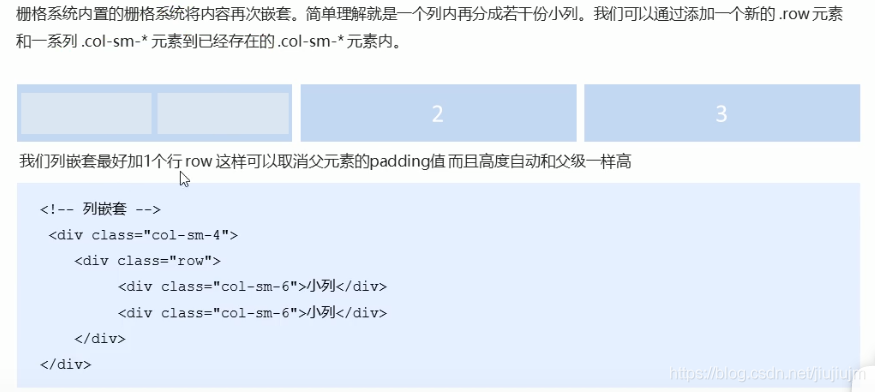 栅格系统内置的栅格系统将内容再次嵌套。简单理解就是一个列内再分成若干份小列。我们可以通过添加一个新的 .row 元素
和一系列 .col-sm-* 元素到已经存在的 .col-sm-* 元素内。
2 3
我们列嵌套最好加1个行 row 这样可以取消父元素的padding值 而且高度自动和父级一样高
<!-- 列嵌套 -->
<div class="col-sm-4">
<div class="row">
<div class="col-sm-6">小列</div>
<div class="col-sm-6">小列</div>
</div>
</div>
https://blog.csdn.net/jiujiujm